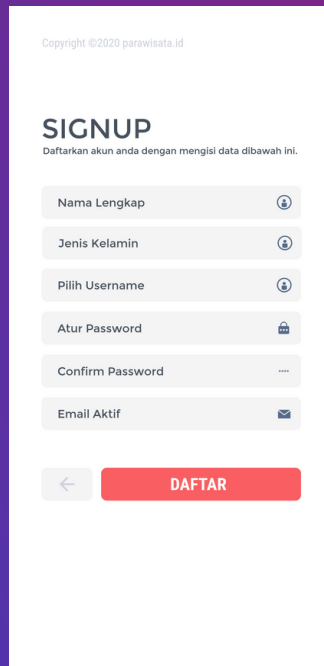 Copyright ©2020 parawisata.id
SIGNUP
Daftarkan akun anda dengan mengisi data dibawah ini.
Nama Lengkap
Jenis Kelamin
Pilih Username
Atur Password
Confirm Password
Email Aktif
DAFTAR